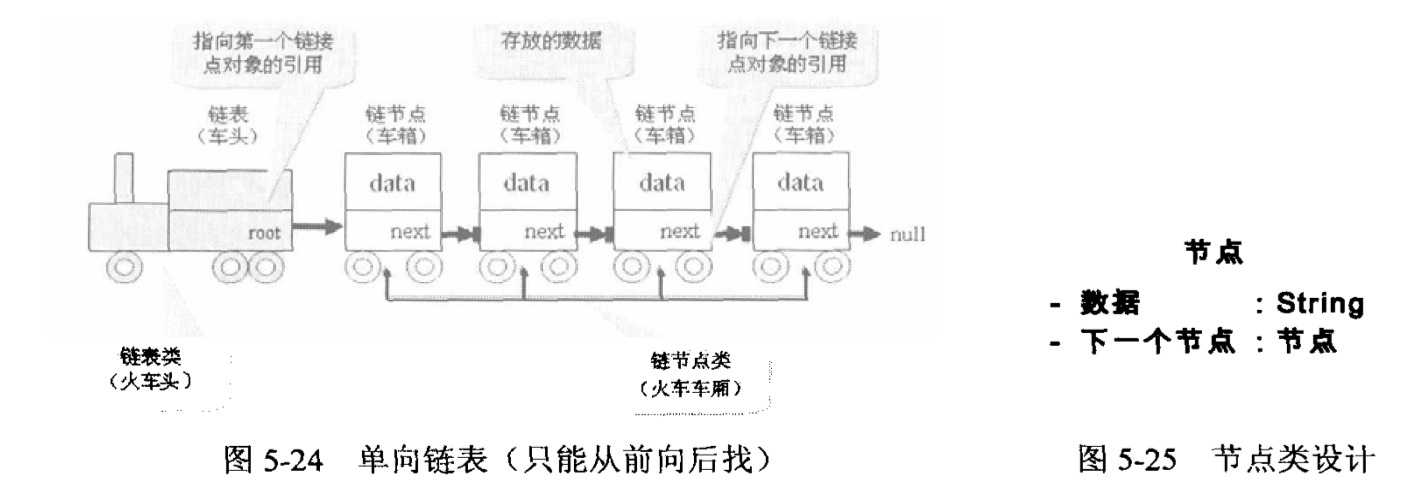 指向第一个链接
点对象的引用
存放的数据
指向下一个链接
点对象的引用
链表
（车头）
链节点
（车箱）
链节点
（车箱）
链节点
（车箱）
链节点
（车箱）
data
data
data
data
root
next
next
next
next
null
链表类
（火车头）
链节点类
（火车车厢）
图 5-24 单向链表（只能从前向后找）
节点
- 数据 : String
- 下一个节点 : 节点
图 5-25 节点类设计